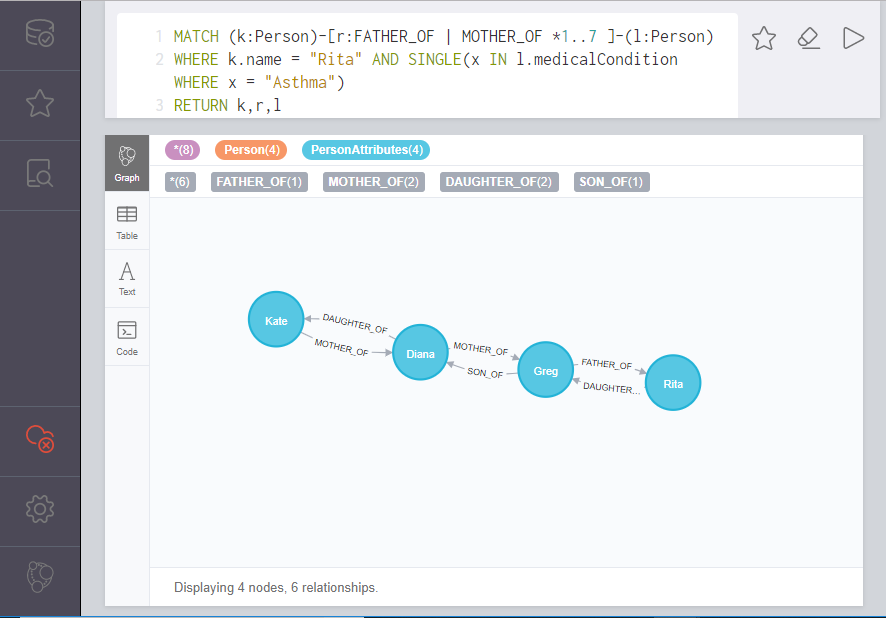 1 MATCH (k:Person)-[r:FATHER_OF | MOTHER_OF *1..7 ]-(l:Person)
2 WHERE k.name = "Rita" AND SINGLE(x IN l.medicalCondition
WHERE x = "Asthma")
3 RETURN k,r,l
Graph
Table
Text
Code
*(8) Person(4) PersonAttributes(4)
*(6) FATHER_OF(1) MOTHER_OF(2) DAUGHTER_OF(2) SON_OF(1)
Kate
DAUGHTER_OF
MOTHER_OF
Diana
MOTHER_OF
SON_OF
Greg
FATHER_OF
DAUGHTER...
Rita
Displaying 4 nodes, 6 relationships.